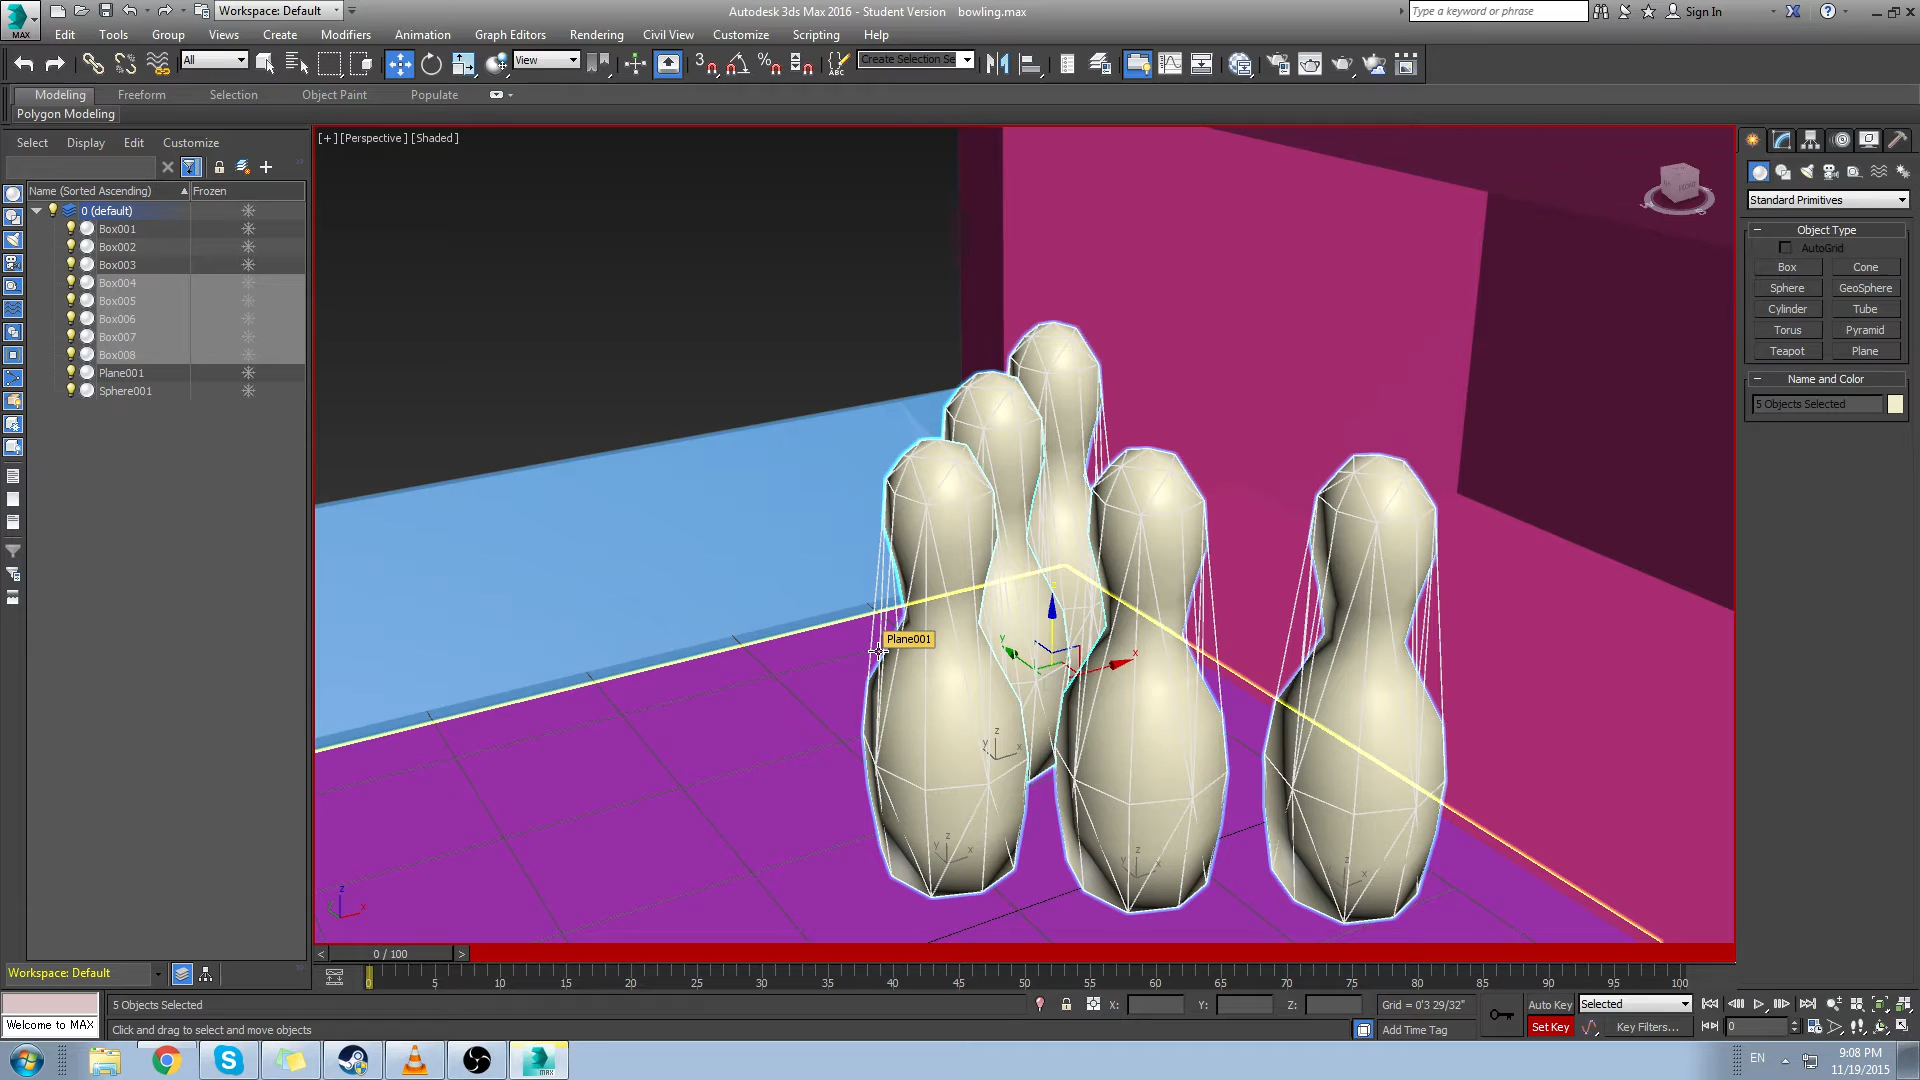 Workspace: Default
Autodesk 3ds Max 2016 - Student Version bowling.max
Type a keyword or phrase
Sign In
MAX
Edit Tools Group Views Create Modifiers Animation Graph Editors Rendering Civil View Customize Scripting Help
All
View
Create Selection Se
3
ABC
Modeling Freeform Selection Object Paint Populate
Polygon Modeling
Select Display Edit Customize
Name (Sorted Ascending) Frozen
0 (default)
Box001
Box002
Box003
Box004
Box005
Box006
Box007
Box008
Plane001
Sphere001
[+] [Perspective] [Shaded]
Plane001
z
y
x
Standard Primitives
Object Type
AutoGrid
Box Cone
Sphere GeoSphere
Cylinder Tube
Torus Pyramid
Teapot Plane
Name and Color
5 Objects Selected
0 / 100
Workspace: Default
0 5 10 15 20 25 30 35 40 45 50 55 60 65 70 75 80 85 90 95 100
5 Objects Selected
X: Y: Z:
Grid = 0'3 29/32"
Auto Key
Selected
Welcome to MAX
Click and drag to select and move objects
Add Time Tag
Set Key
Key Filters...
0
EN
9:08 PM
11/19/2015